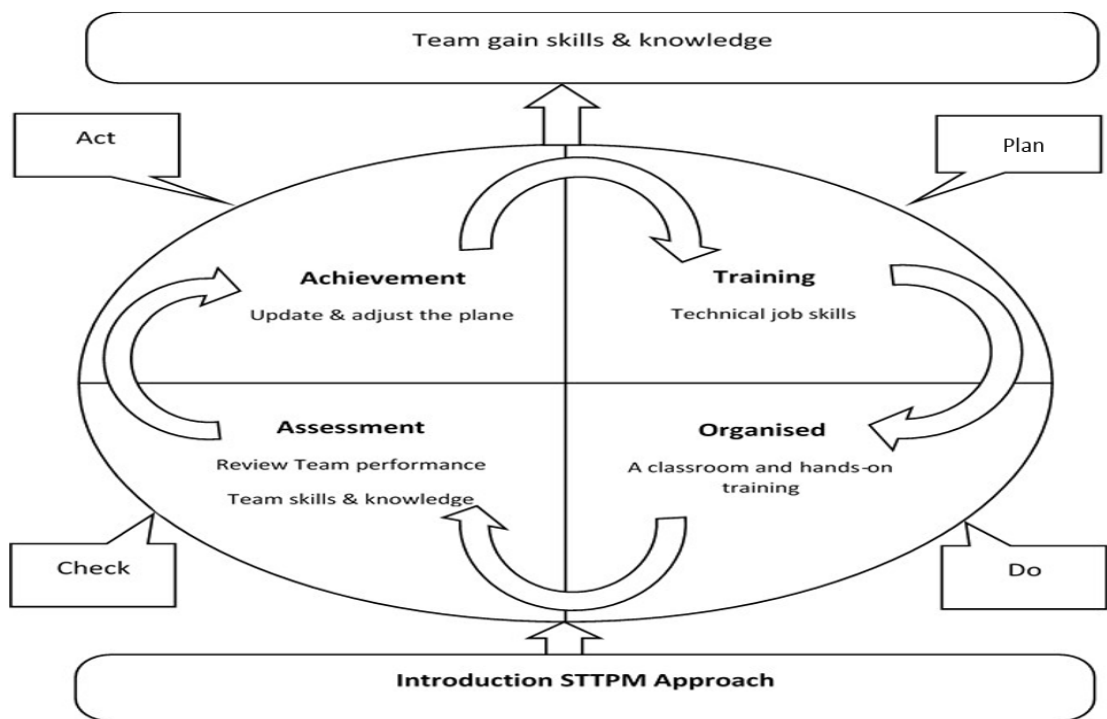 Team gain skills & knowledge
Act
Plan
Achievement
Update & adjust the plane
Training
Technical job skills
Assessment
Review Team performance
Team skills & knowledge
Organised
A classroom and hands-on
training
Check
Do
Introduction STTPM Approach